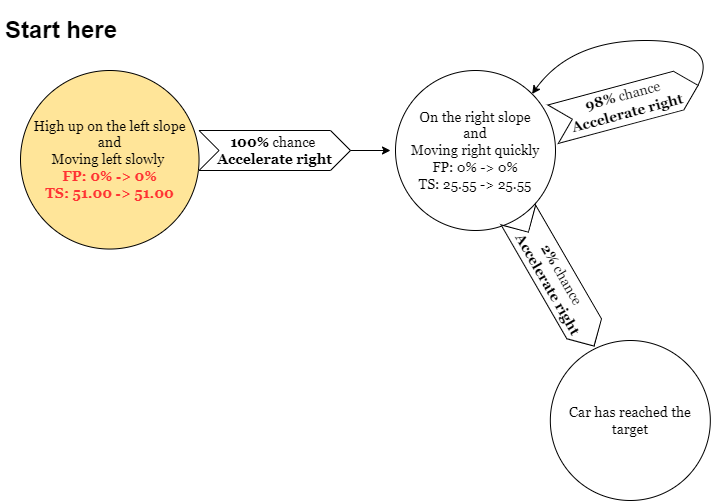 Start here
High up on the left slope
and
Moving left slowly
FP: 0% -> 0%
TS: 51.00 -> 51.00
100% chance
Accelerate right
On the right slope
and
Moving right quickly
FP: 0% -> 0%
TS: 25.55 -> 25.55
98% chance
Accelerate right
2% chance
Accelerate right
Car has reached the
target